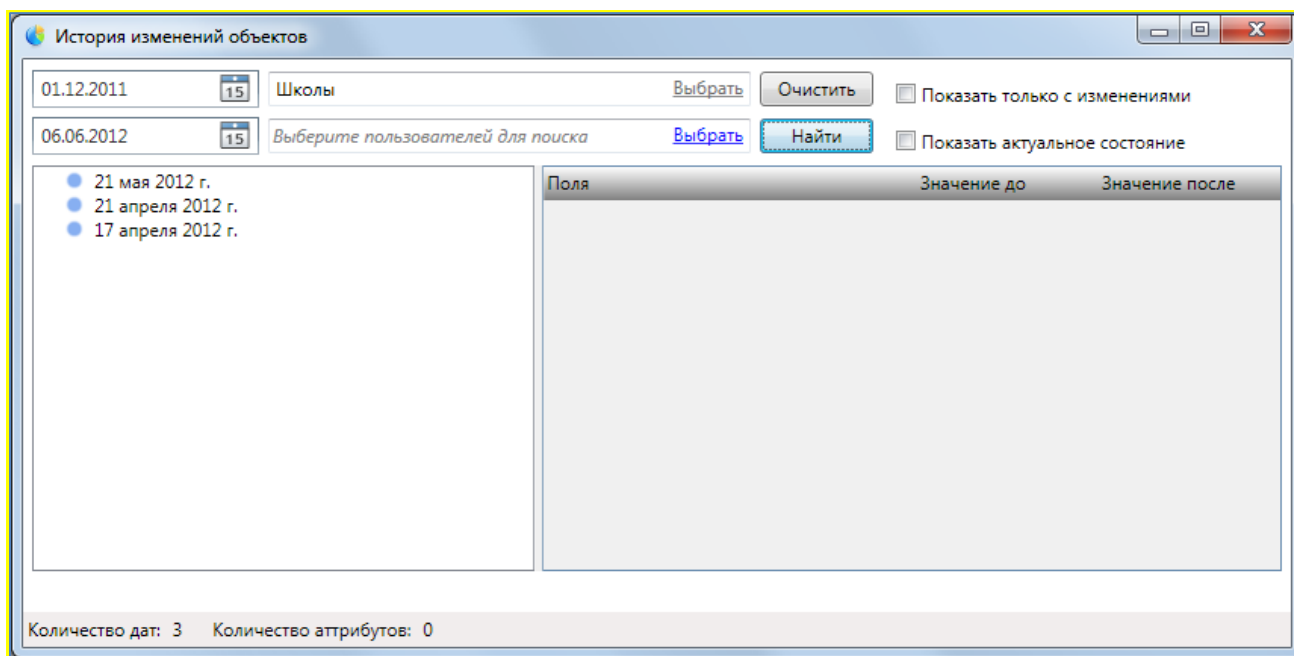 История изменений объектов
01.12.2011 15 Школы Выбрать Очистить Показать только с изменениями
06.06.2012 15 Выберите пользователей для поиска Выбрать Найти Показать актуальное состояние
21 мая 2012 г.
21 апреля 2012 г.
17 апреля 2012 г.
Поля Значение до Значение после
Количество дат: 3 Количество аттрибутов: 0